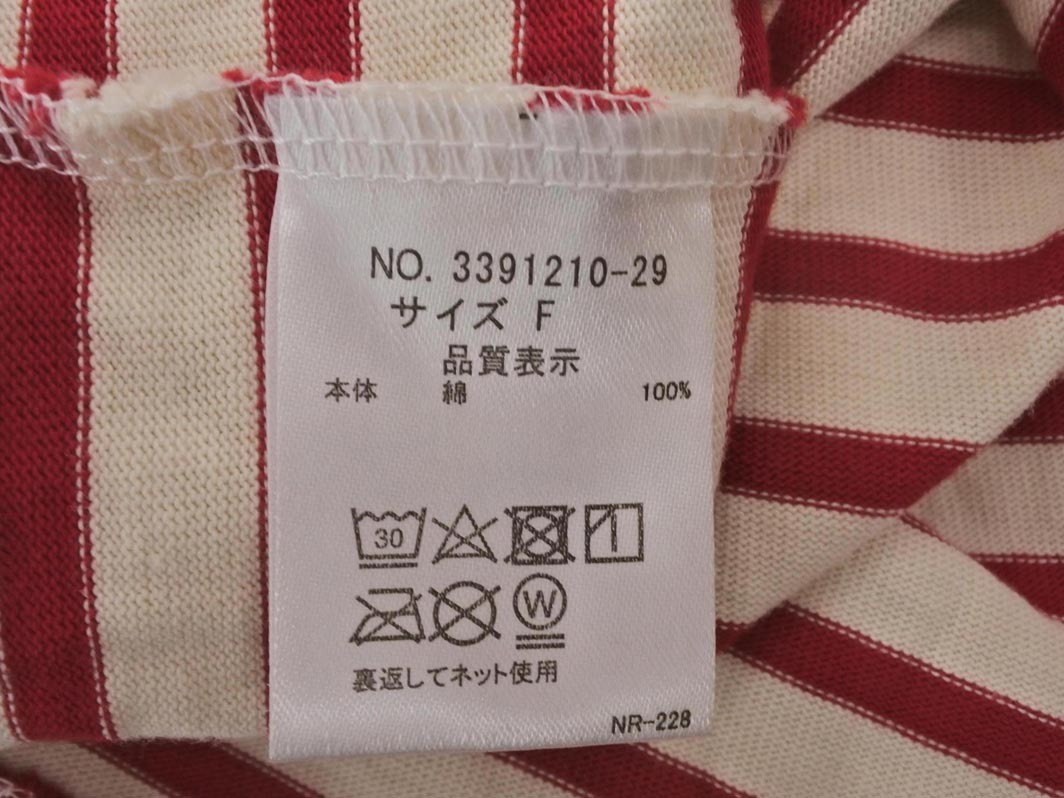 NO. 3391210-29
サイズ F
品質表示
本体 綿 100%
30
W
裏返してネット使用
NR-228